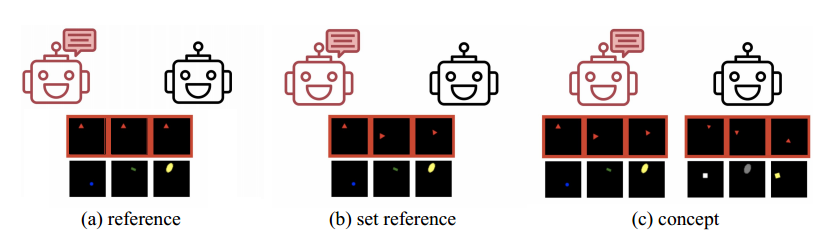 (a) reference
(b) set reference
(c) concept